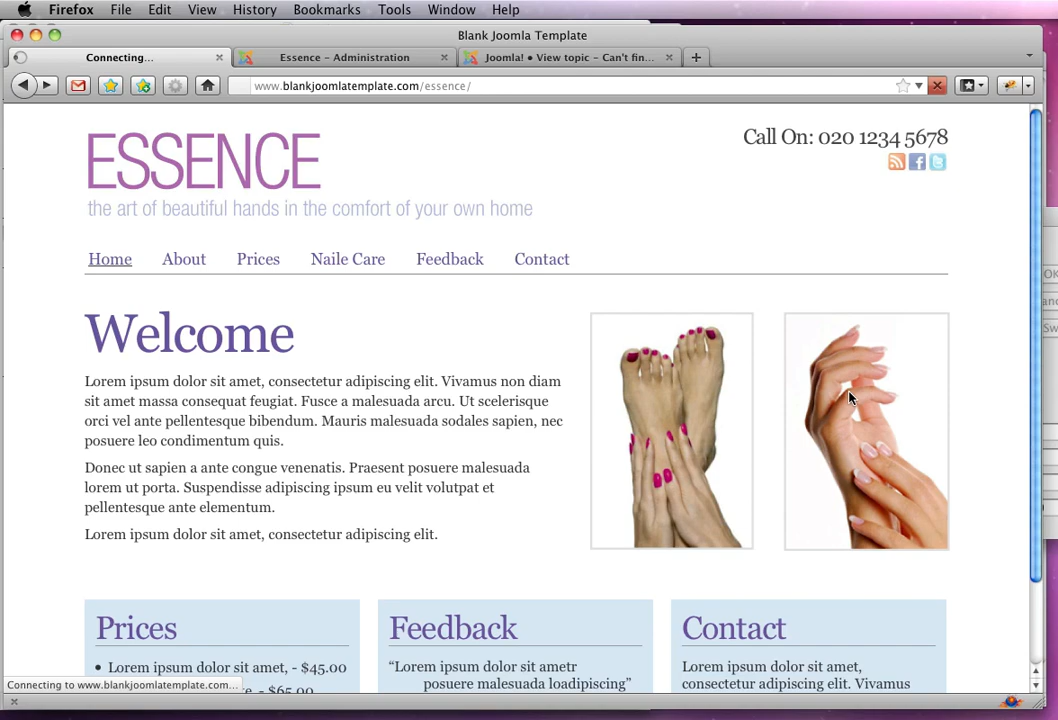 Firefox File Edit View History Bookmarks Tools Window Help
Blank Joomla Template
Connecting... Essence - Administration Joomla! • View topic - Can't fin...
www.blankjoomlatemplate.com/essence/
ESSENCE
the art of beautiful hands in the comfort of your own home
Call On: 020 1234 5678
Home About Prices Naile Care Feedback Contact
Welcome
Lorem ipsum dolor sit amet, consectetur adipiscing elit. Vivamus non diam
sit amet massa consequat feugiat. Fusce a malesuada arcu. Ut scelerisque
orci vel ante pellentesque bibendum. Mauris malesuada sodales sapien, nec
posuere leo condimentum quis.
Donec ut sapien a ante congue venenatis. Praesent posuere malesuada
lorem ut porta. Suspendisse adipiscing ipsum eu velit volutpat et
pellentesque ante elementum.
Lorem ipsum dolor sit amet, consectetur adipiscing elit.
Prices
• Lorem ipsum dolor sit amet, - $45.00
- $65.00
Feedback
“Lorem ipsum dolor sit ametr
posuere malesuada loadipiscing”
Contact
Lorem ipsum dolor sit amet,
consectetur adipiscing elit. Vivamus
Connecting to www.blankjoomlatemplate.com...